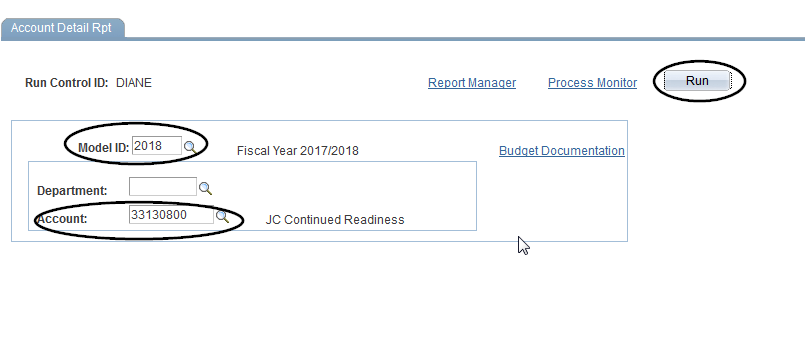 Account Detail Rpt
Run Control ID: DIANE Report Manager Process Monitor Run
Model ID: 2018 Fiscal Year 2017/2018 Budget Documentation
Department:
Account: 33130800 JC Continued Readiness